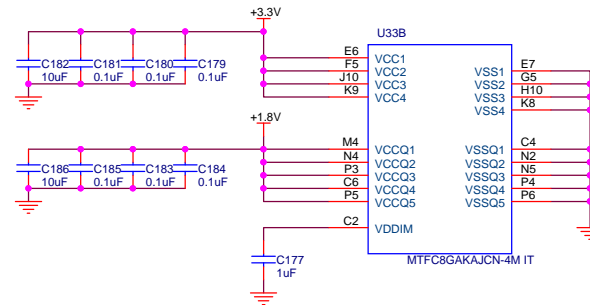 +3.3V
U33B
C182
10uF
C181
0.1uF
C180
0.1uF
C179
0.1uF
E6 VCC1
F5 VCC2
J10 VCC3
K9 VCC4
VSS1 E7
VSS2 G5
VSS3 H10
VSS4 K8
+1.8V
C186
10uF
C185
0.1uF
C183
0.1uF
C184
0.1uF
M4 VCCQ1
N4 VCCQ2
P3 VCCQ3
C6 VCCQ4
P5 VCCQ5
VSSQ1 C4
VSSQ2 N2
VSSQ3 N5
VSSQ4 P4
VSSQ5 P6
C2 VDDIM
C177
1uF
MTFC8GAKAJCN-4M IT